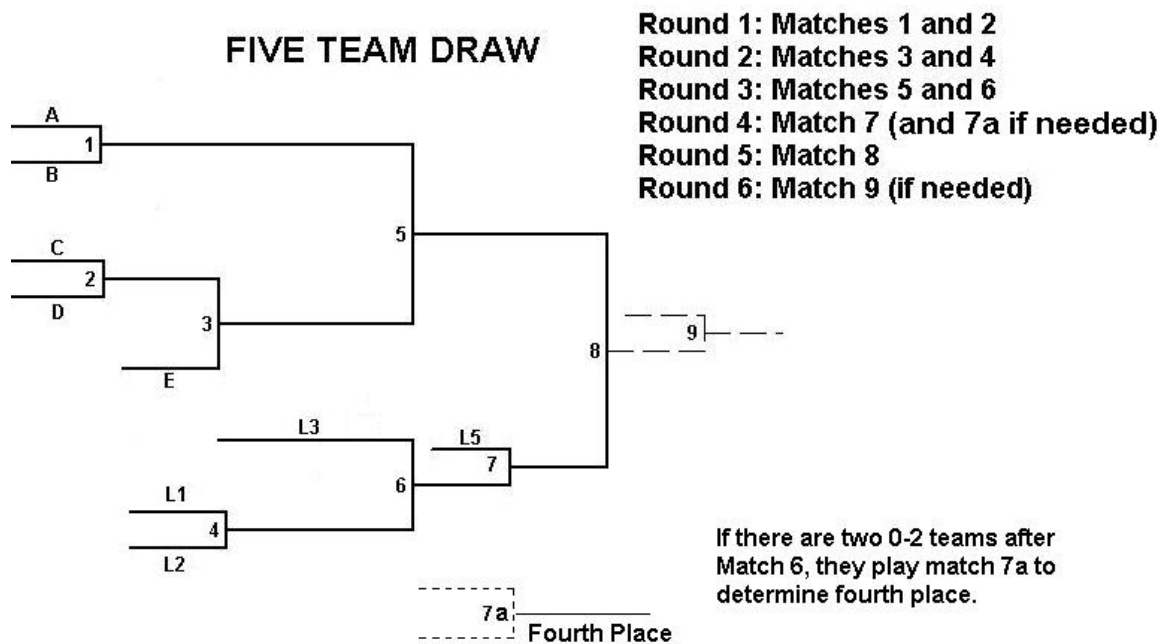 FIVE TEAM DRAW
Round 1: Matches 1 and 2
Round 2: Matches 3 and 4
Round 3: Matches 5 and 6
Round 4: Match 7 (and 7a if needed)
Round 5: Match 8
Round 6: Match 9 (if needed)
A
1
B
5
C
2
D
3
E
9
8
L3
L5
7
6
L1
4
L2
If there are two 0-2 teams after
Match 6, they play match 7a to
determine fourth place.
7a
Fourth Place